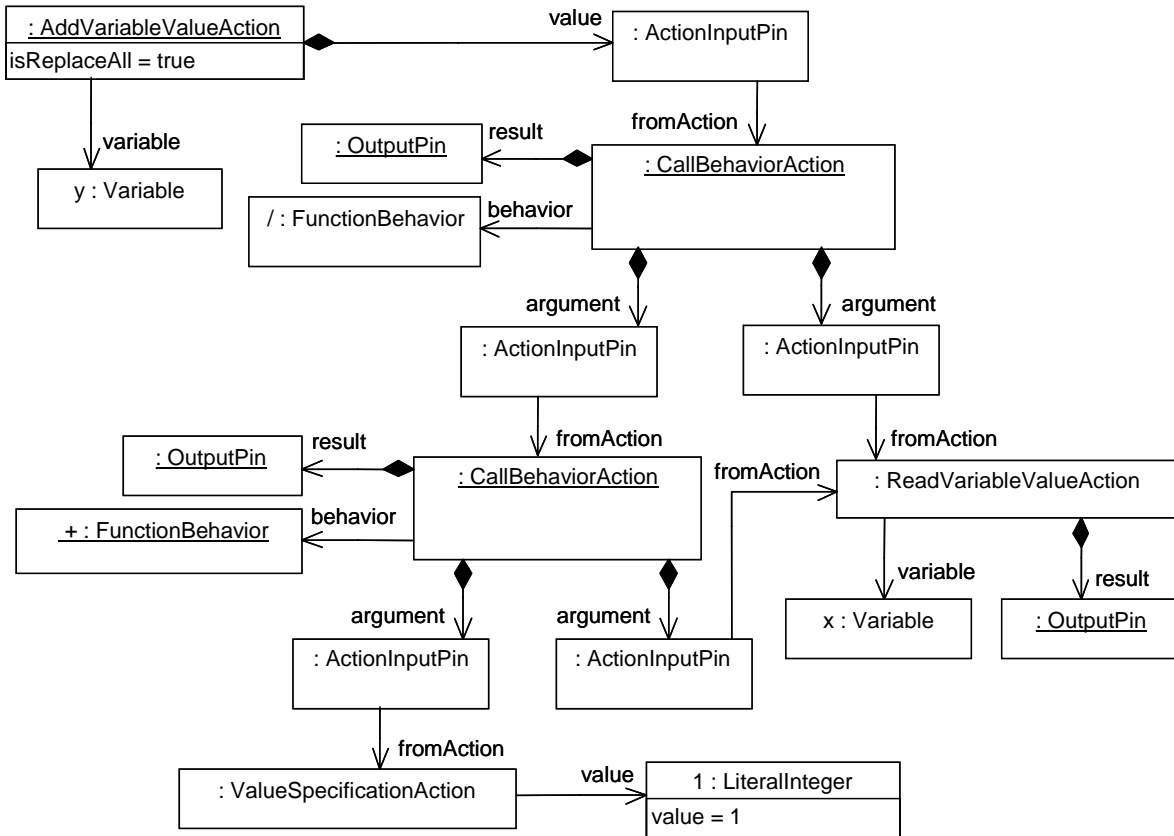 : AddVariableValueAction
isReplaceAll = true
value
: ActionInputPin
variable
y : Variable
fromAction
: OutputPin
result
: CallBehaviorAction
/ : FunctionBehavior
behavior
argument
argument
: ActionInputPin
: ActionInputPin
fromAction
fromAction
: OutputPin
result
: CallBehaviorAction
fromAction
: ReadVariableValueAction
+ : FunctionBehavior
behavior
variable
result
x : Variable
: OutputPin
argument
argument
: ActionInputPin
: ActionInputPin
fromAction
: ValueSpecificationAction
value
1 : LiteralInteger
value = 1